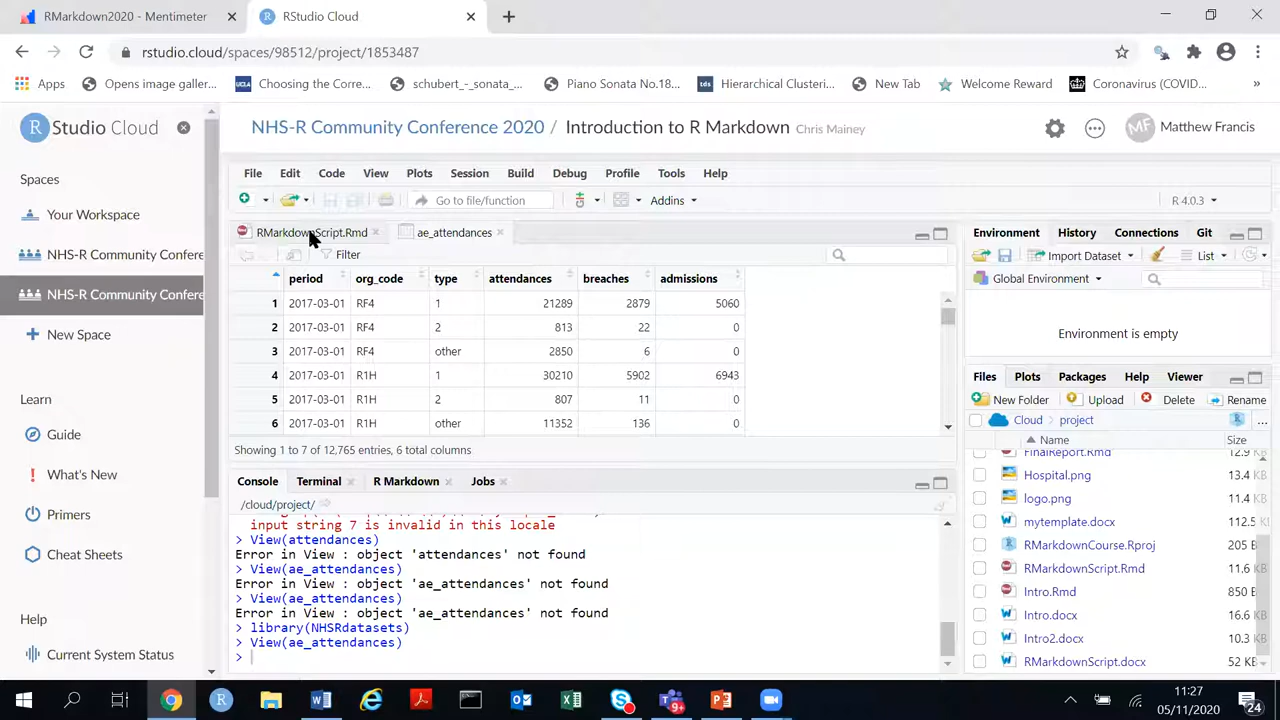 RMarkdown2020 - Mentimeter
RStudio Cloud
rstudio.cloud/spaces/98512/project/1853487
Apps
Opens image galler...
UCLA
Choosing the Corre...
schubert_-_sonata_...
Piano Sonata No.18...
tds
Hierarchical Clusteri...
New Tab
Welcome Reward
Coronavirus (COVID...
R Studio Cloud
NHS-R Community Conference 2020 / Introduction to R Markdown Chris Mainey
MF Matthew Francis
Spaces
Your Workspace
NHS-R Community Confere
NHS-R Community Confere
New Space
Learn
Guide
What's New
Primers
Cheat Sheets
Help
Current System Status
File Edit Code View Plots Session Build Debug Profile Tools Help
Go to file/function
Addins
R 4.0.3
RMarkdownScript.Rmd
ae_attendances
Filter
period org_code type attendances breaches admissions
1 2017-03-01 RF4 1 21289 2879 5060
2 2017-03-01 RF4 2 813 22 0
3 2017-03-01 RF4 other 2850 6 0
4 2017-03-01 R1H 1 30210 5902 6943
5 2017-03-01 R1H 2 807 11 0
6 2017-03-01 R1H other 11352 136 0
Showing 1 to 7 of 12,765 entries, 6 total columns
Console Terminal R Markdown Jobs
/cloud/project/
input string 7 is invalid in this locale
> View(attendances)
Error in View : object 'attendances' not found
> View(ae_attendances)
Error in View : object 'ae_attendances' not found
> View(ae_attendances)
Error in View : object 'ae_attendances' not found
> library(NHSRdatasets)
> View(ae_attendances)
>
Environment History Connections Git
Import Dataset
List
Global Environment
Environment is empty
Files Plots Packages Help Viewer
New Folder Upload Delete Rename
Cloud project
Name Size
FinalReport.Rmd 12.9 K
Hospital.png 13.4 K
logo.png 11.4 K
mytemplate.docx 112.5
RMarkdownCourse.Rproj 205 B
RMarkdownScript.Rmd 11.6 K
Intro.Rmd 850 B
Intro.docx 16.6 K
Intro2.docx 10.3 K
RMarkdownScript.docx 52 KB
11:27
05/11/2020
24